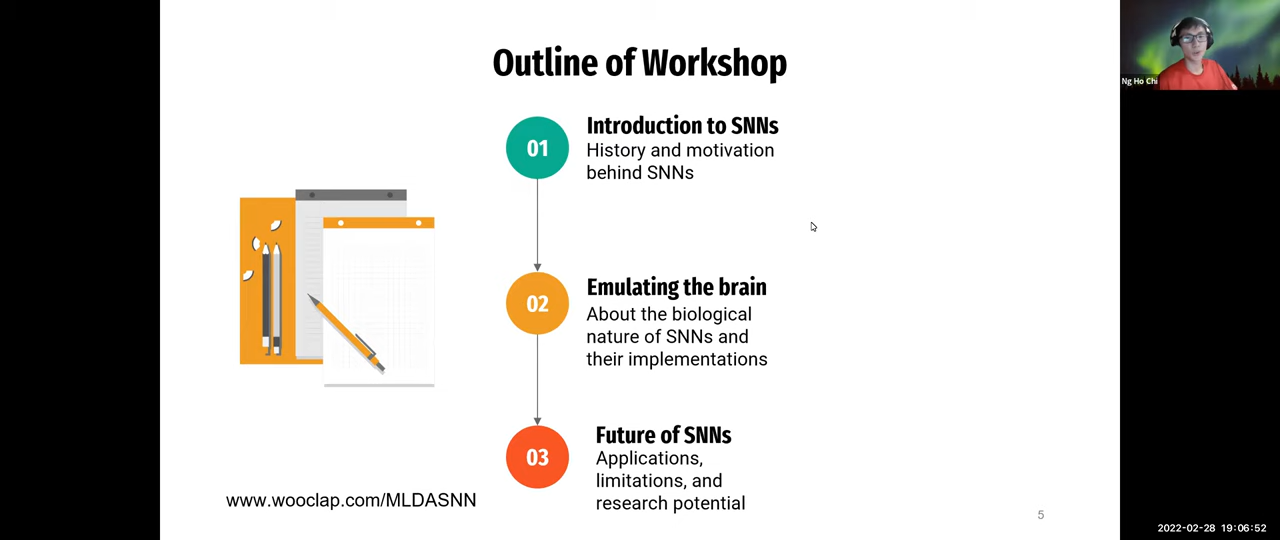 Outline of Workshop
Ng Ho Chi
01
Introduction to SNNs
History and motivation
behind SNNs
02
Emulating the brain
About the biological
nature of SNNs and
their implementations
03
Future of SNNs
Applications,
limitations, and
research potential
www.wooclap.com/MLDASNN
5
2022-02-28 19:06:52